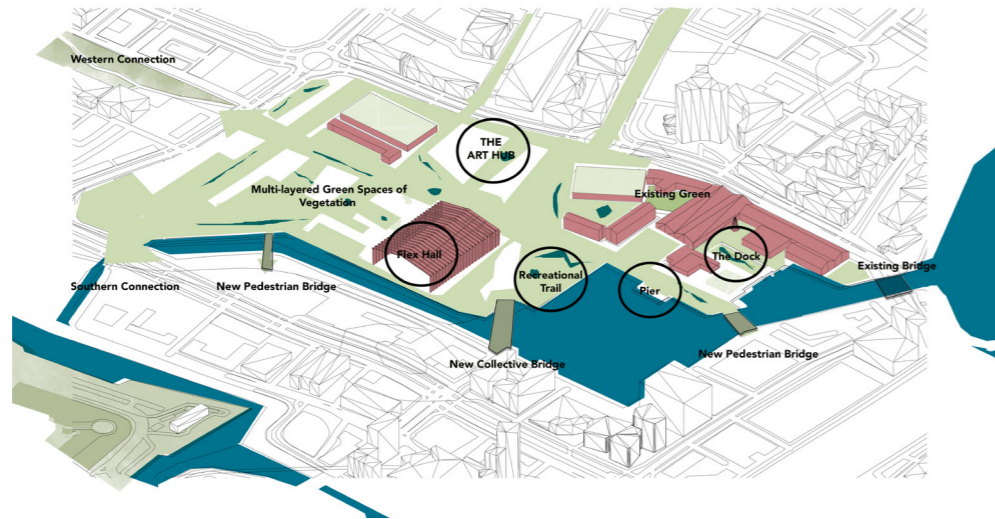 Western Connection
THE
ART HUB
Multi-layered Green Spaces of
Vegetation
Existing Green
Flex Hall
The Dock
Existing Bridge
Recreational
Trail
Pier
Southern Connection
New Pedestrian Bridge
New Collective Bridge
New Pedestrian Bridge